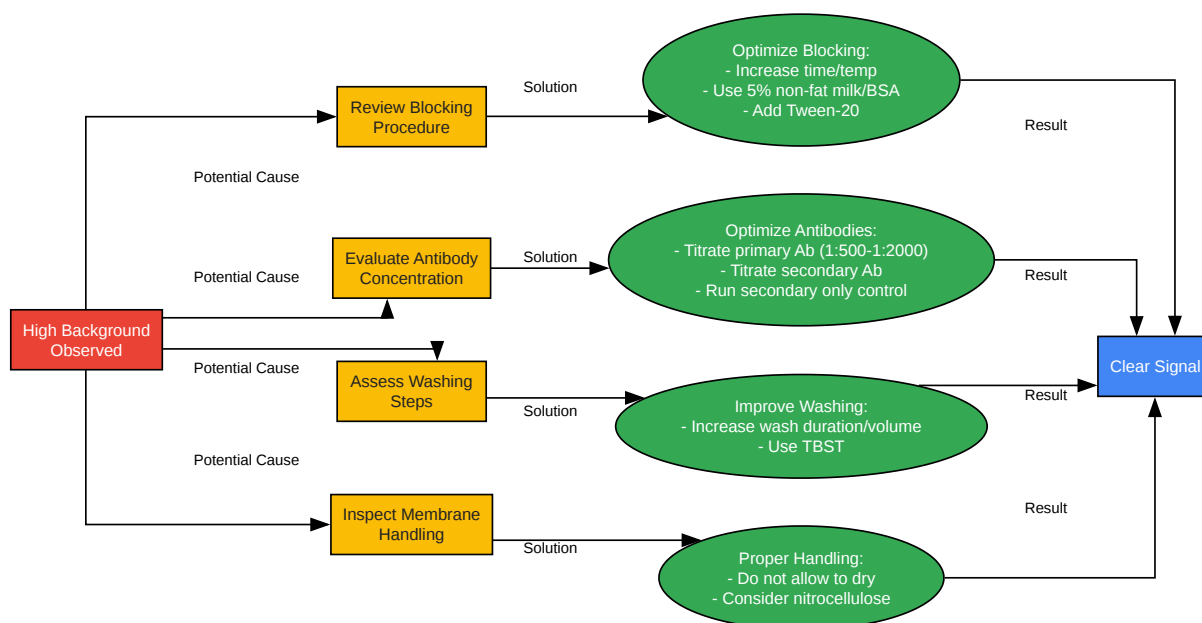 High Background
Observed
Potential Cause
Potential Cause
Potential Cause
Potential Cause
Review Blocking
Procedure
Evaluate Antibody
Concentration
Assess Washing
Steps
Inspect Membrane
Handling
Solution
Solution
Solution
Solution
Optimize Blocking:
- Increase time/temp
- Use 5% non-fat milk/BSA
- Add Tween-20
Optimize Antibodies:
- Titrate primary Ab (1:500-1:2000)
- Titrate secondary Ab
- Run secondary only control
Improve Washing:
- Increase wash duration/volume
- Use TBST
Proper Handling:
- Do not allow to dry
- Consider nitrocellulose
Result
Result
Result
Result
Clear Signal